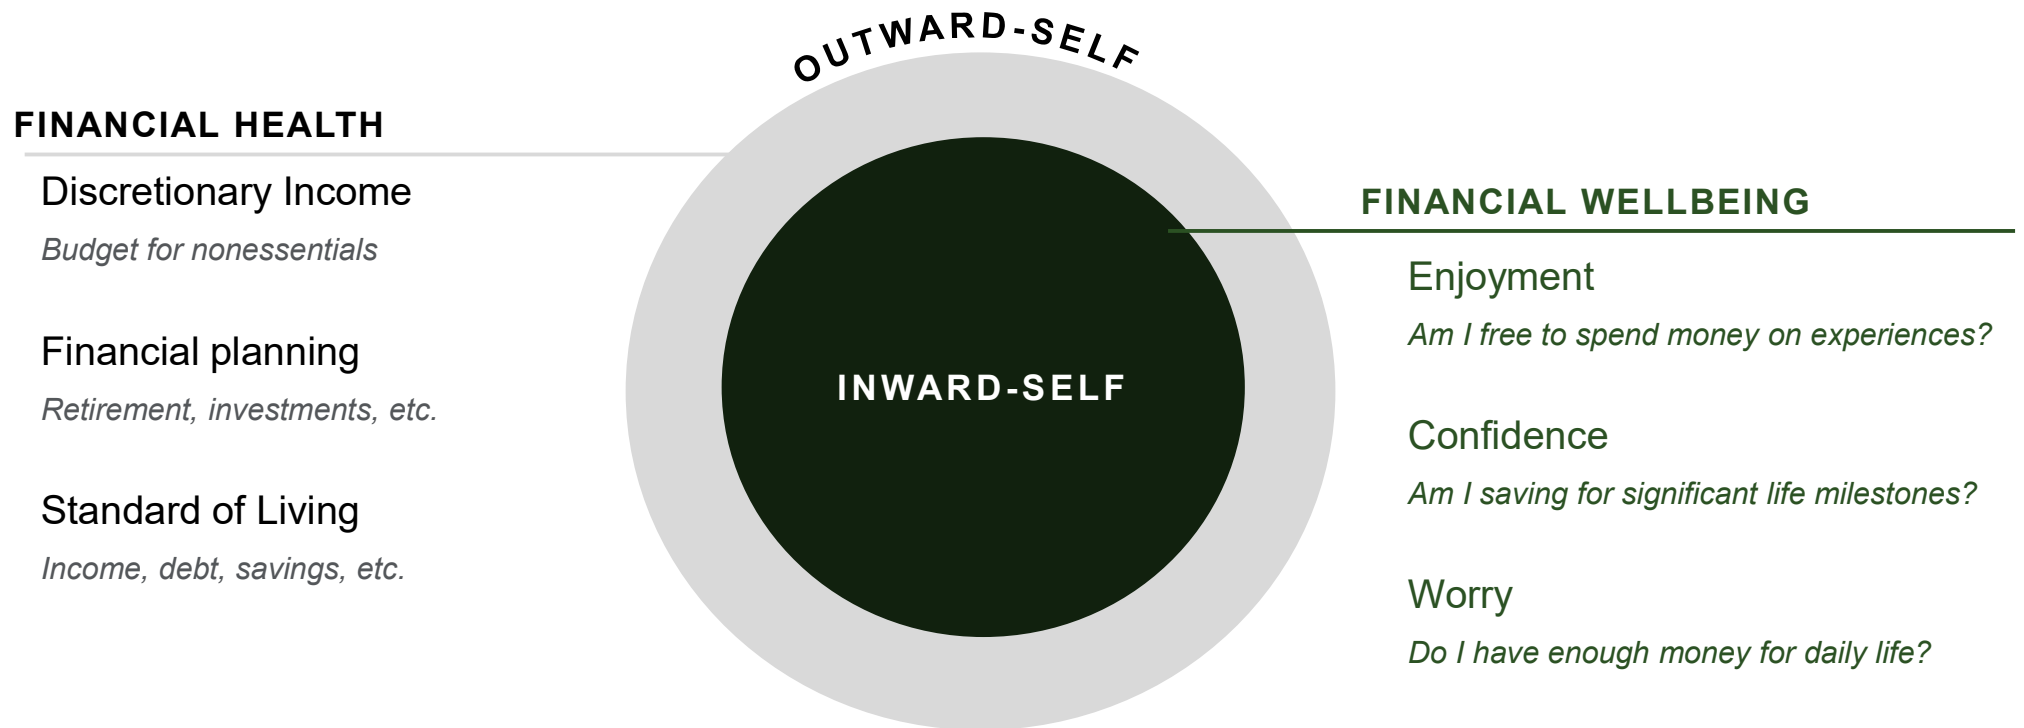 OUTWARD-SELF
FINANCIAL HEALTH
Discretionary Income
Budget for nonessentials
Financial planning
Retirement, investments, etc.
Standard of Living
Income, debt, savings, etc.
INWARD-SELF
FINANCIAL WELLBEING
Enjoyment
Am I free to spend money on experiences?
Confidence
Am I saving for significant life milestones?
Worry
Do I have enough money for daily life?